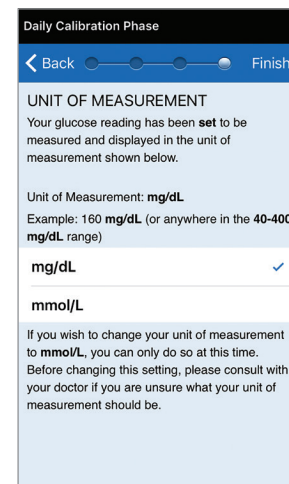 Daily Calibration Phase
Back Finish
UNIT OF MEASUREMENT
Your glucose reading has been set to be
measured and displayed in the unit of
measurement shown below.
Unit of Measurement: mg/dL
Example: 160 mg/dL (or anywhere in the 40-400
mg/dL range)
mg/dL
mmol/L
If you wish to change your unit of measurement
to mmol/L, you can only do so at this time.
Before changing this setting, please consult with
your doctor if you are unsure what your unit of
measurement should be.